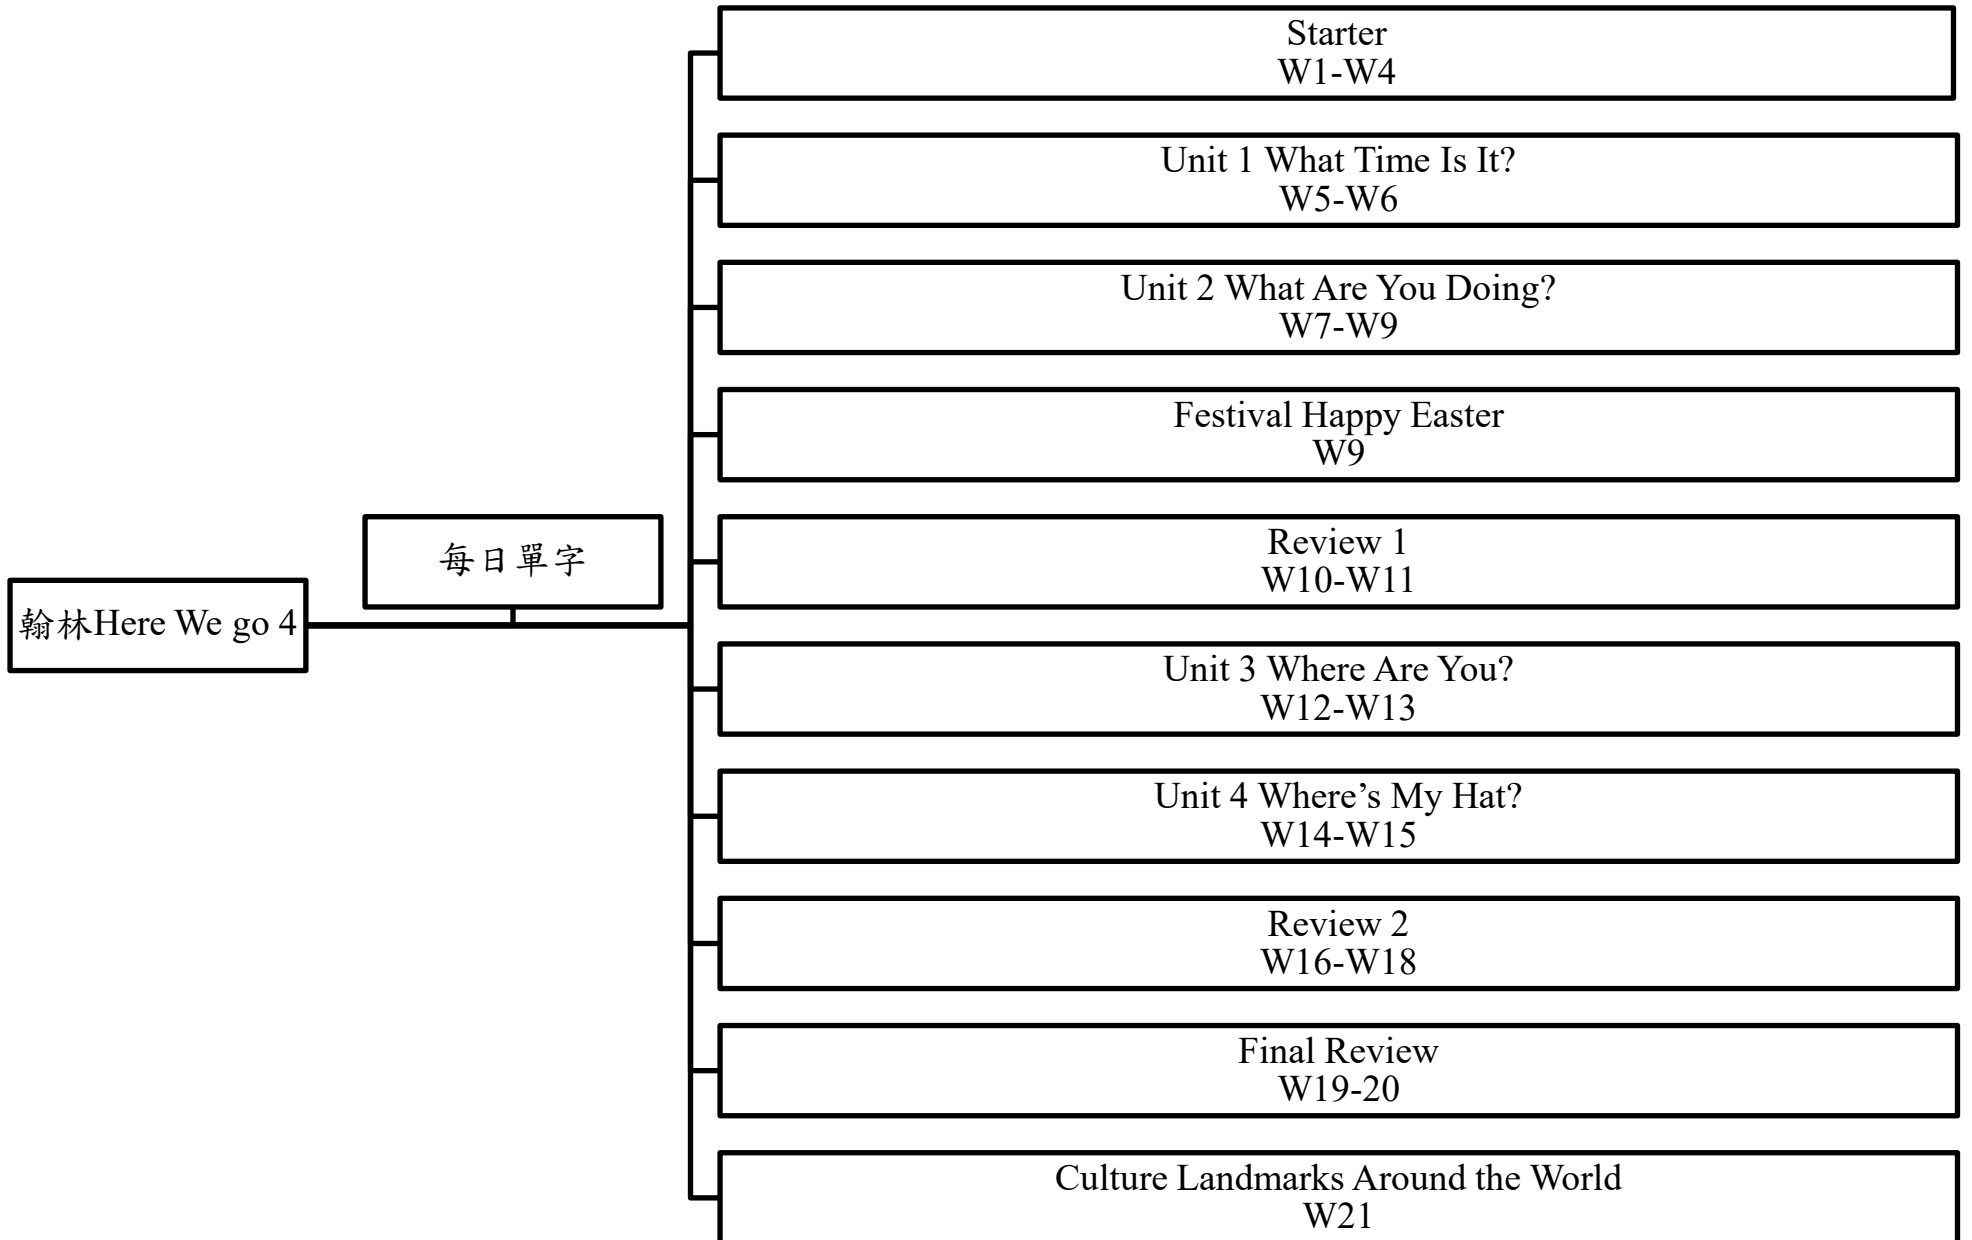 翰林Here We go 4
每日單字
Starter
W1-W4
Unit 1 What Time Is It?
W5-W6
Unit 2 What Are You Doing?
W7-W9
Festival Happy Easter
W9
Review 1
W10-W11
Unit 3 Where Are You?
W12-W13
Unit 4 Where’s My Hat?
W14-W15
Review 2
W16-W18
Final Review
W19-20
Culture Landmarks Around the World
W21